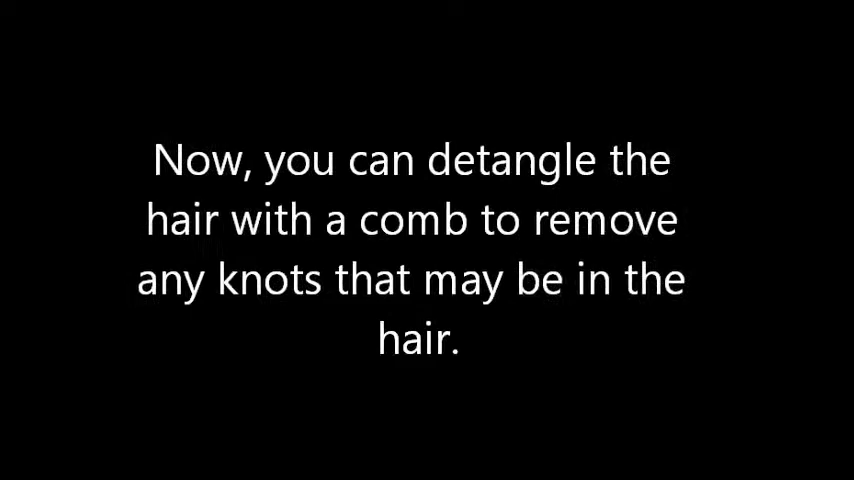 Now, you can detangle the
hair with a comb to remove
any knots that may be in the
hair.